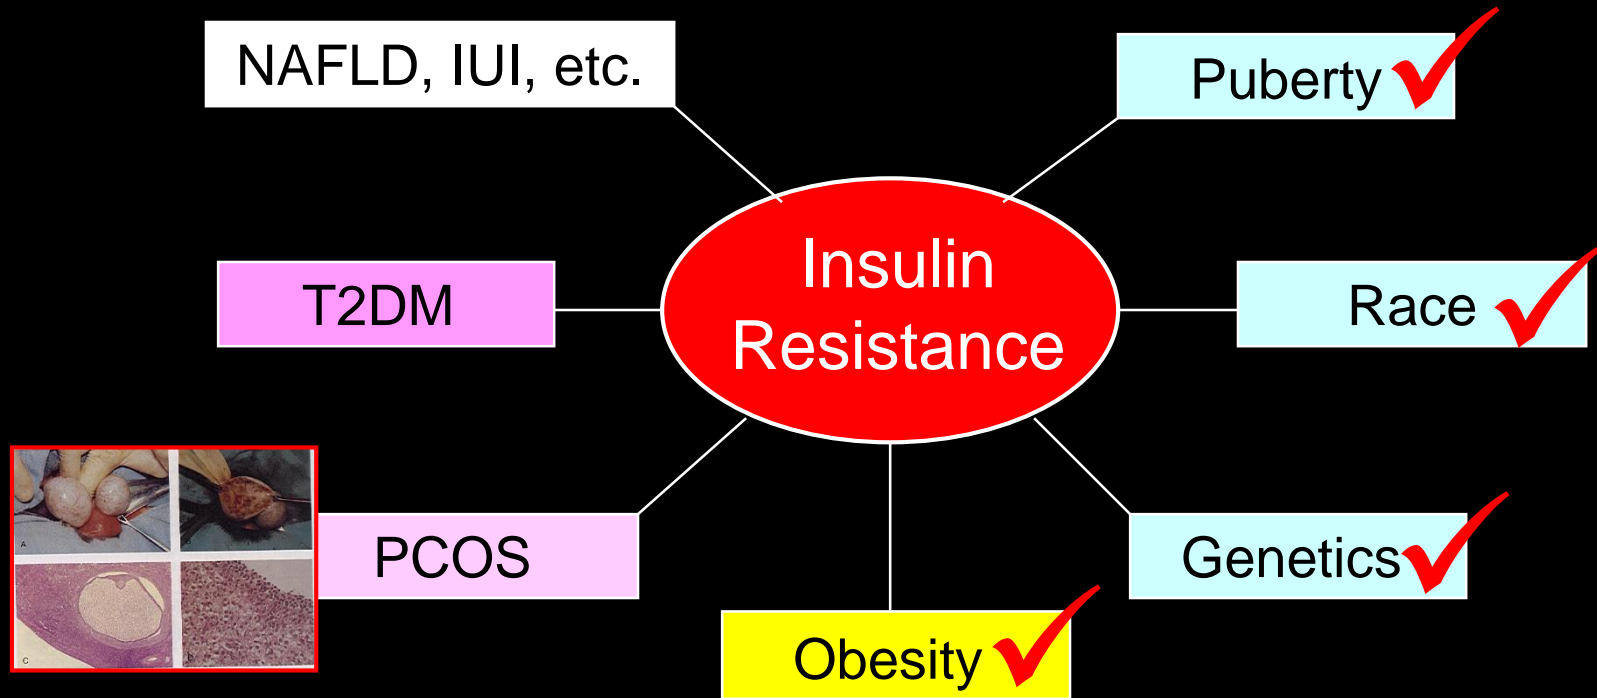 NAFLD, IUI, etc.
Puberty
Insulin
Resistance
T2DM
Race
PCOS
Genetics
Obesity
A
C